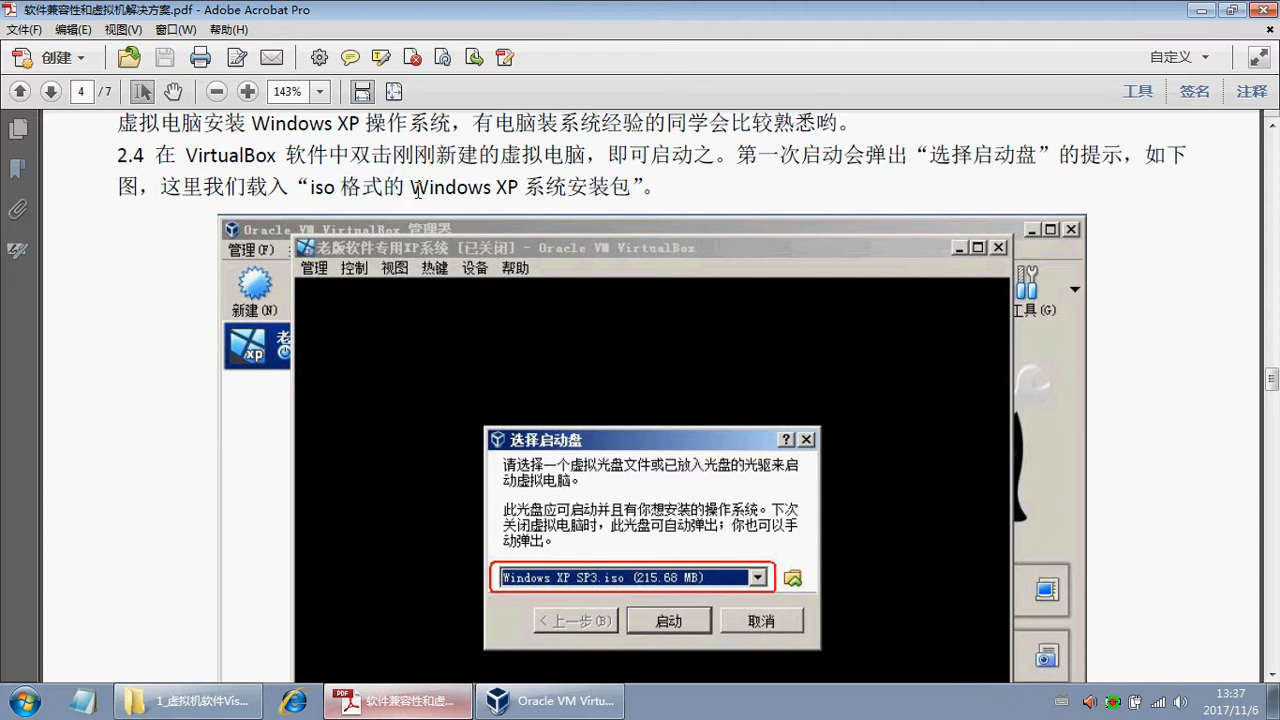 软件兼容性和虚拟机解决方案.pdf - Adobe Acrobat Pro
文件(F) 编辑(E) 视图(V) 窗口(W) 帮助(H)
创建 自定义
4 / 7 143% 工具 签名 注释
虚拟电脑安装 Windows XP 操作系统，有电脑装系统经验的同学会比较熟悉哟。
2.4 在 VirtualBox 软件中双击刚刚新建的虚拟电脑，即可启动之。第一次启动会弹出“选择启动盘”的提示，如下
图，这里我们载入“iso 格式的 Windows XP 系统安装包”。
Oracle VM VirtualBox 管理器
管理(F)
老版软件专用XP系统 [已关闭] - Oracle VM VirtualBox
管理 控制 视图 热键 设备 帮助
新建(N)
工具(G)
老
xp
选择启动盘
请选择一个虚拟光盘文件或已放入光盘的光驱来启
动虚拟电脑。
此光盘应可启动并且有你想安装的操作系统。下次
关闭虚拟电脑时，此光盘可自动弹出；你也可以手
动弹出。
Windows XP SP3.iso (215.68 MB)
< 上一步(B) 启动 取消
1_虚拟机软件Vis... PDF 软件兼容性和虚... Oracle VM Virtu...
13:37
2017/11/6